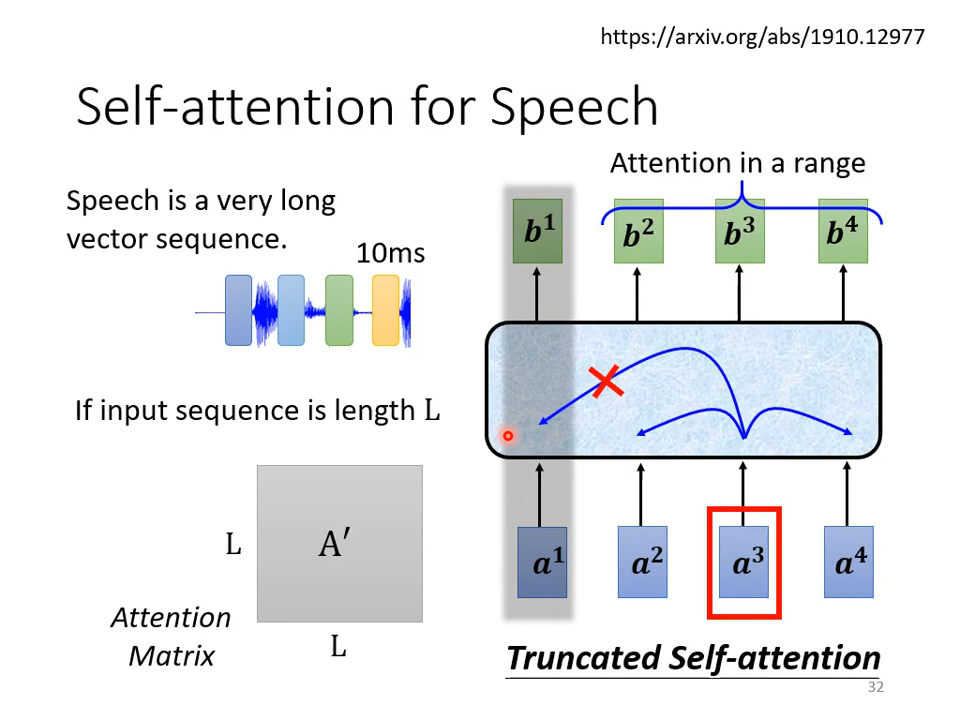 https://arxiv.org/abs/1910.12977
Self-attention for Speech
Speech is a very long
vector sequence.
10ms
If input sequence is length L
L
A′
Attention
Matrix
L
Attention in a range
b¹ b² b³ b⁴
a¹ a² a³ a⁴
Truncated Self-attention
32